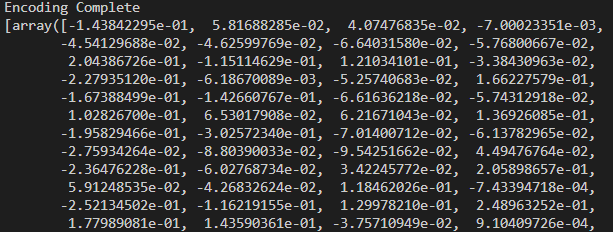 Encoding Complete
[array([-1.43842295e-01, 5.81688285e-02, 4.07476835e-02, -7.00023351e-03,
-4.54129688e-02, -4.62599769e-02, -6.64031580e-02, -5.76800667e-02,
2.04386726e-01, -1.15114629e-01, 1.21034101e-01, -3.38430963e-02,
-2.27935120e-01, -6.18670089e-03, -5.25740683e-02, 1.66227579e-01,
-1.67388499e-01, -1.42660767e-01, -6.61636218e-02, -5.74312918e-02,
1.02826700e-01, 6.53017908e-02, 6.21671043e-02, 1.36926085e-01,
-1.95829466e-01, -3.02572340e-01, -7.01400712e-02, -6.13782965e-02,
-2.75934264e-02, -8.80390033e-02, -9.54251662e-02, 4.49476764e-02,
-2.36476228e-01, -6.02768734e-02, 3.42245772e-02, 2.05898657e-01,
5.91248535e-02, -4.26832624e-02, 1.18462026e-01, -7.43394718e-04,
-2.52134502e-01, -1.16219155e-01, 1.29978210e-01, 2.48963252e-01,
1.77989081e-01, 1.43590361e-01, -3.75710949e-02, 9.10409726e-04,